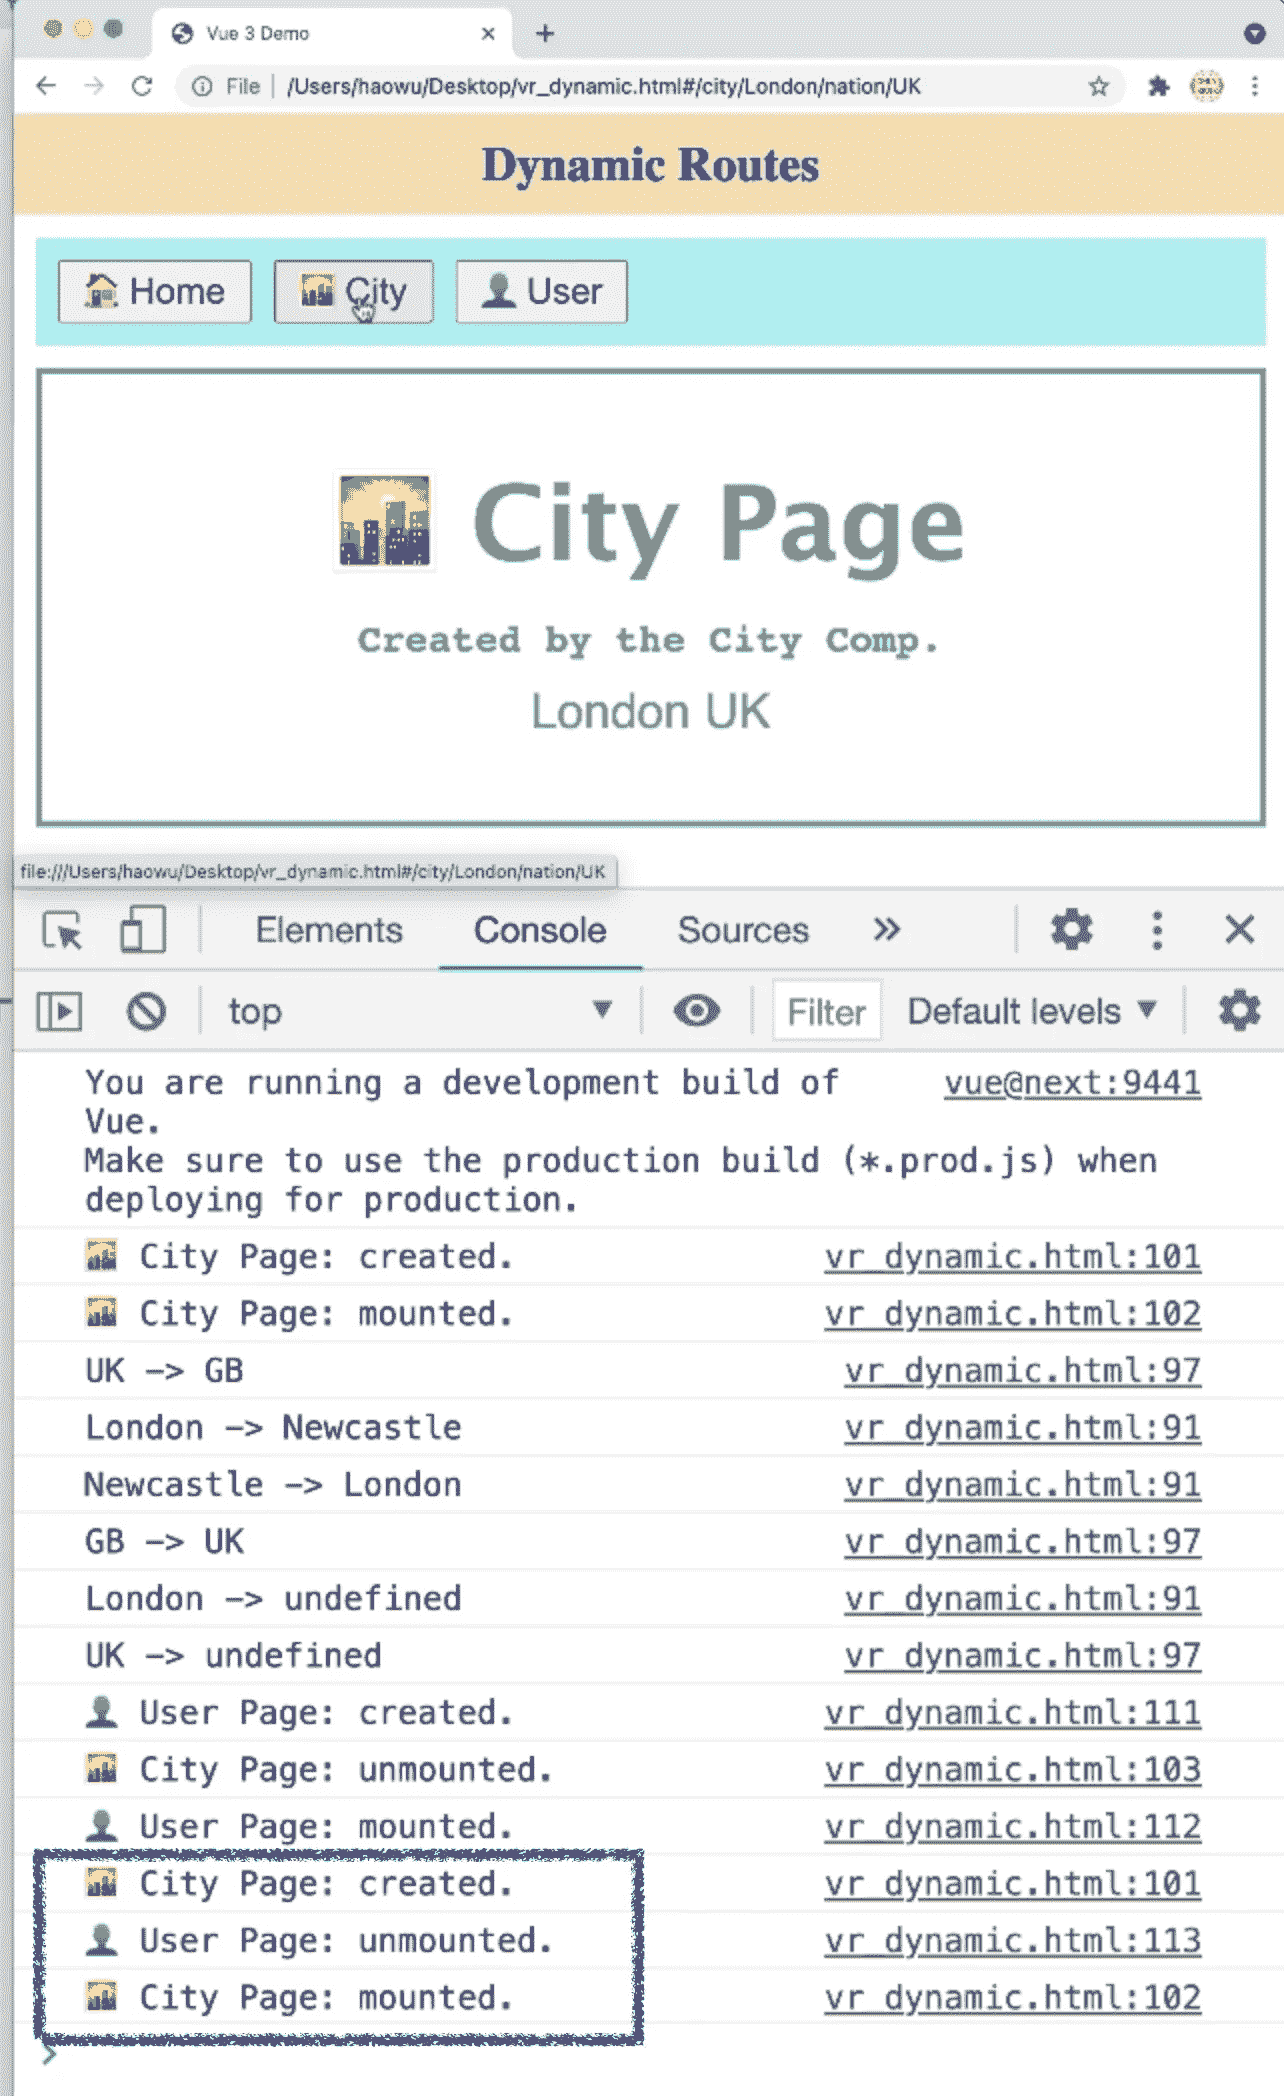 Vue 3 Demo
File | /Users/haowu/Desktop/vr_dynamic.html#/city/London/nation/UK
Dynamic Routes
Home City User
City Page
Created by the City Comp.
London UK
file:///Users/haowu/Desktop/vr_dynamic.html#/city/London/nation/UK
Elements Console Sources »
top Filter Default levels
You are running a development build of vue@next:9441
Vue.
Make sure to use the production build (*.prod.js) when
deploying for production.
City Page: created. vr_dynamic.html:101
City Page: mounted. vr_dynamic.html:102
UK -> GB vr_dynamic.html:97
London -> Newcastle vr_dynamic.html:91
Newcastle -> London vr_dynamic.html:91
GB -> UK vr_dynamic.html:97
London -> undefined vr_dynamic.html:91
UK -> undefined vr_dynamic.html:97
User Page: created. vr_dynamic.html:111
City Page: unmounted. vr_dynamic.html:103
User Page: mounted. vr_dynamic.html:112
City Page: created. vr_dynamic.html:101
User Page: unmounted. vr_dynamic.html:113
City Page: mounted. vr_dynamic.html:102